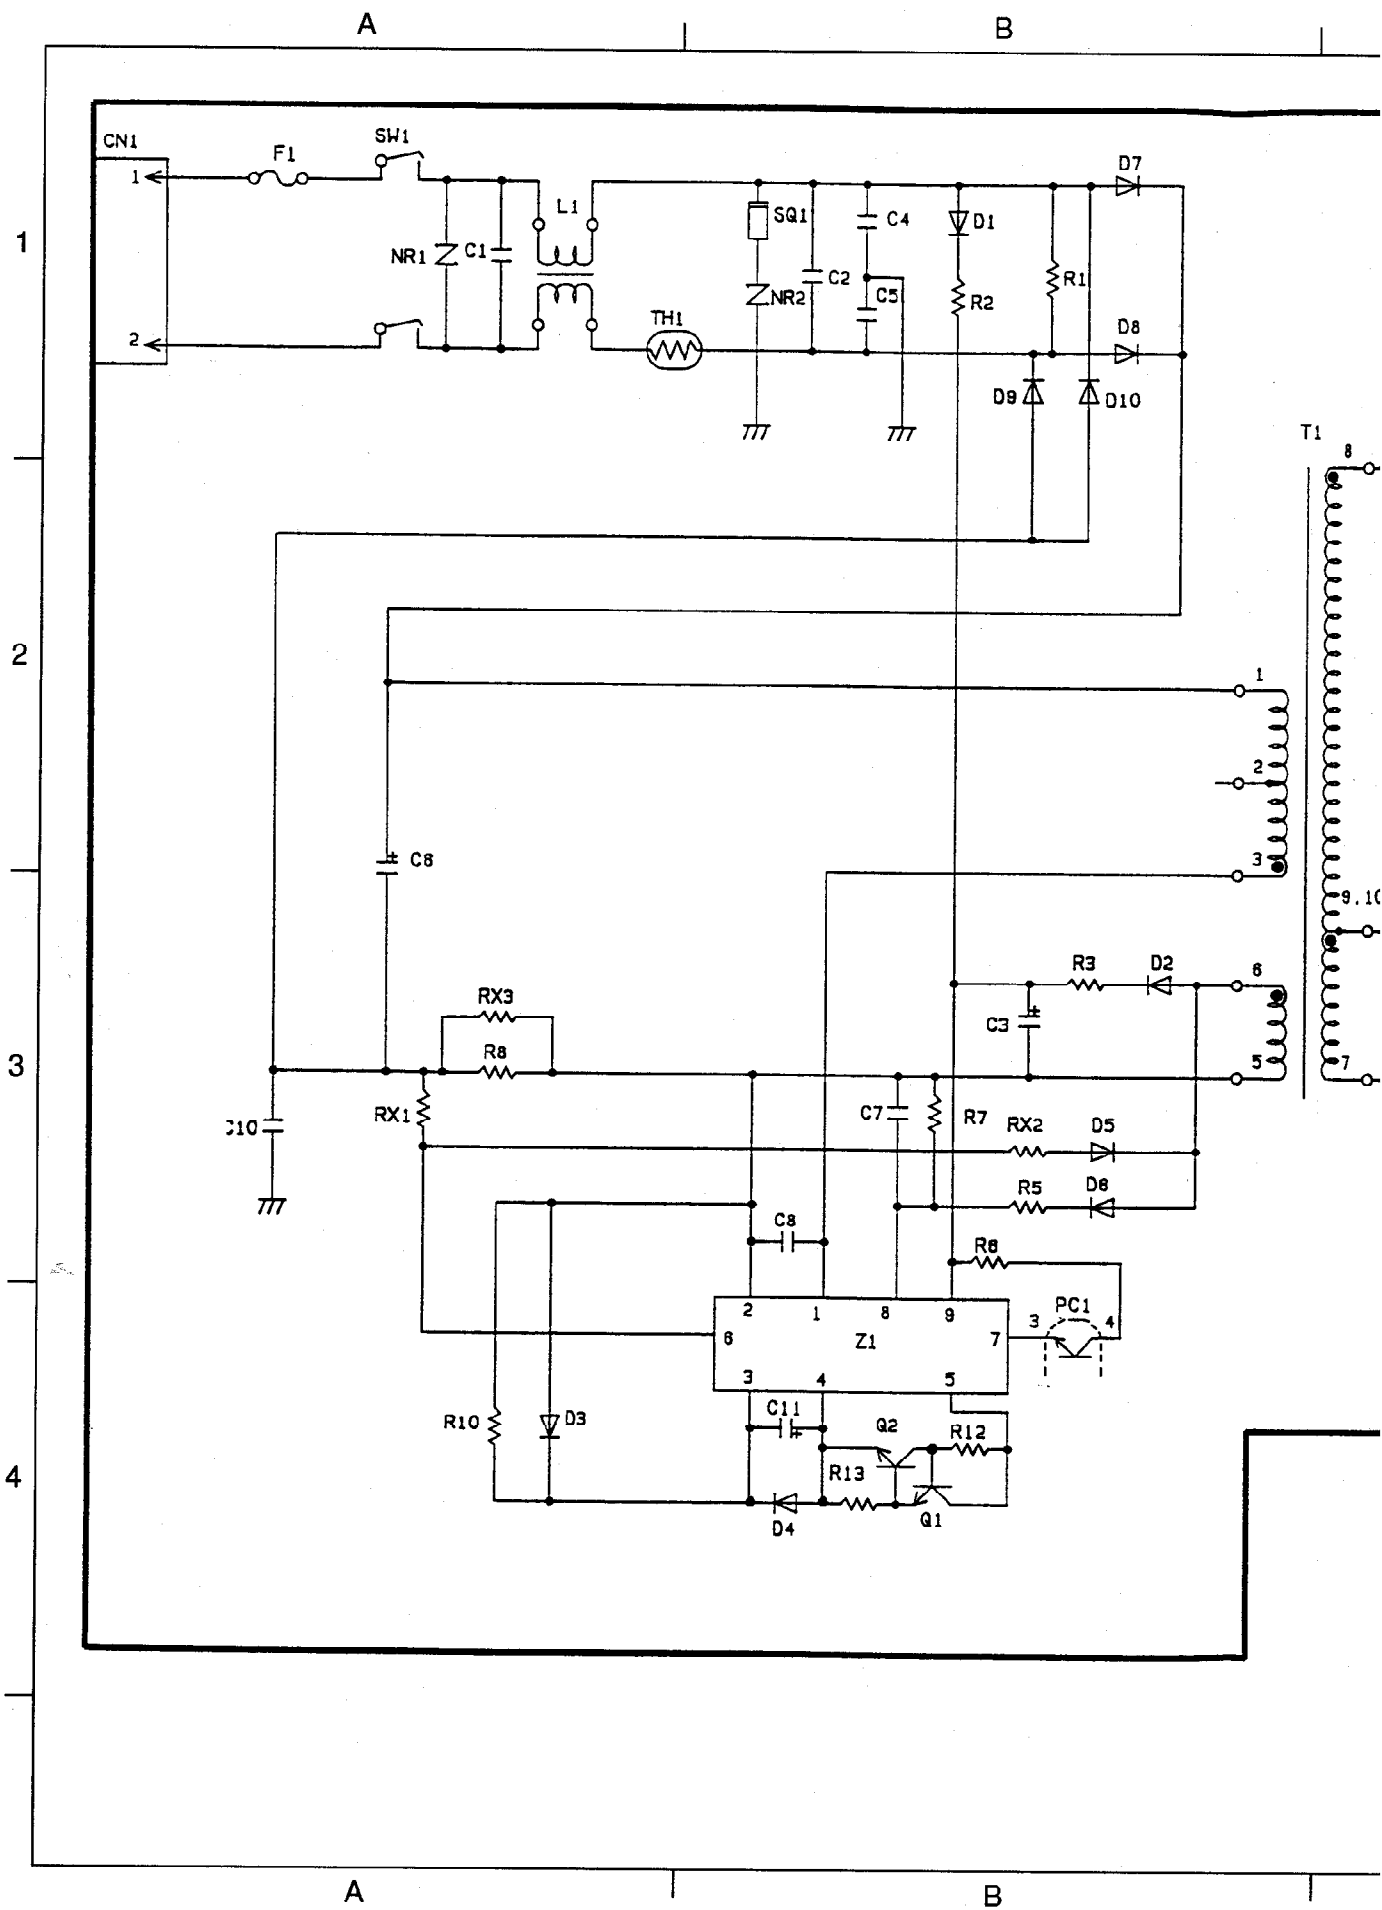 A B
CN1
SW1
F1
D7
1
L1
SQ1
C4
D1
1
NR1
C1
C2
C5
R1
NR2
R2
TH1
D8
2
D9
D10
T1
8
2
1
2
C6
3
9,10
R3
D2
6
RX3
C3
3
R8
5
7
RX1
C7
R7
RX2
D5
R5
D6
C8
R6
2
1
8
9
PC1
3
4
6
Z1
7
3
4
5
C11
R10
D3
Q2
R12
4
R13
D4
Q1
A B